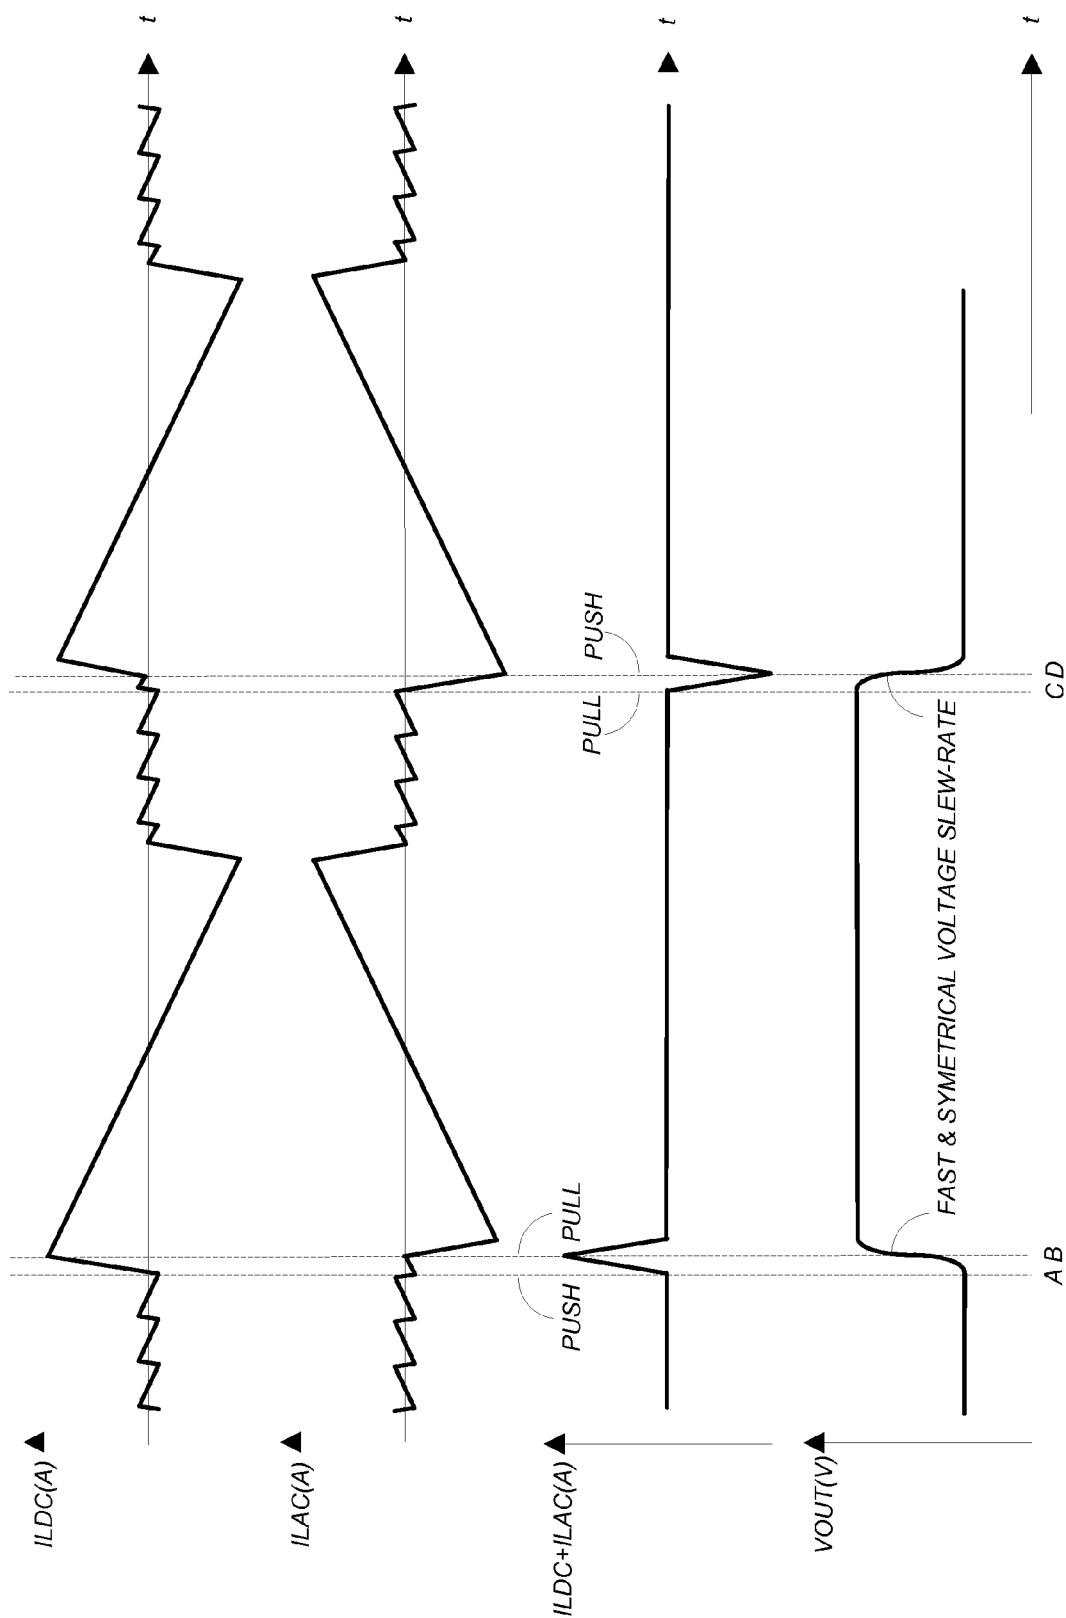 ILDC(A)
t
ILAC(A)
t
ILDC+ILAC(A)
PUSH
PULL
PULL
PUSH
t
VOUT(V)
FAST & SYMETRICAL VOLTAGE SLEW-RATE
t
A B
C D